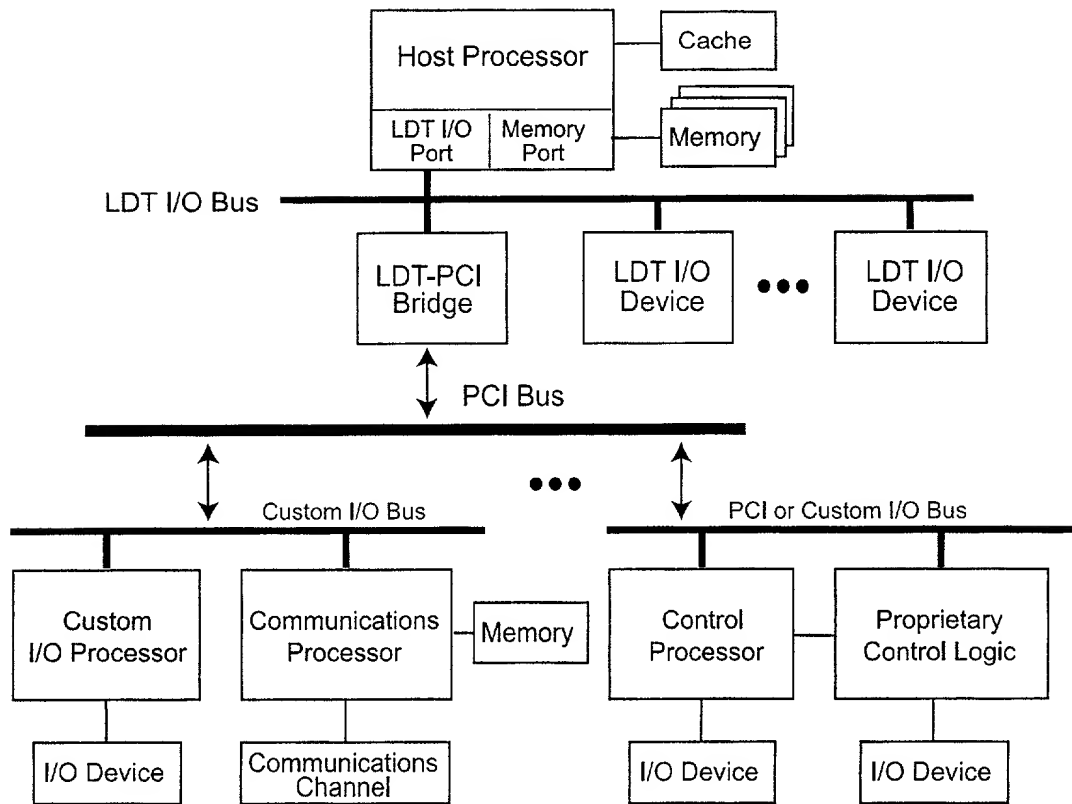 Host Processor
Cache
LDT I/O
Port
Memory
Port
Memory
LDT I/O Bus
LDT-PCI
Bridge
LDT I/O
Device
LDT I/O
Device
PCI Bus
Custom I/O Bus
PCI or Custom I/O Bus
Custom
I/O Processor
Communications
Processor
Memory
Control
Processor
Proprietary
Control Logic
I/O Device
Communications
Channel
I/O Device
I/O Device